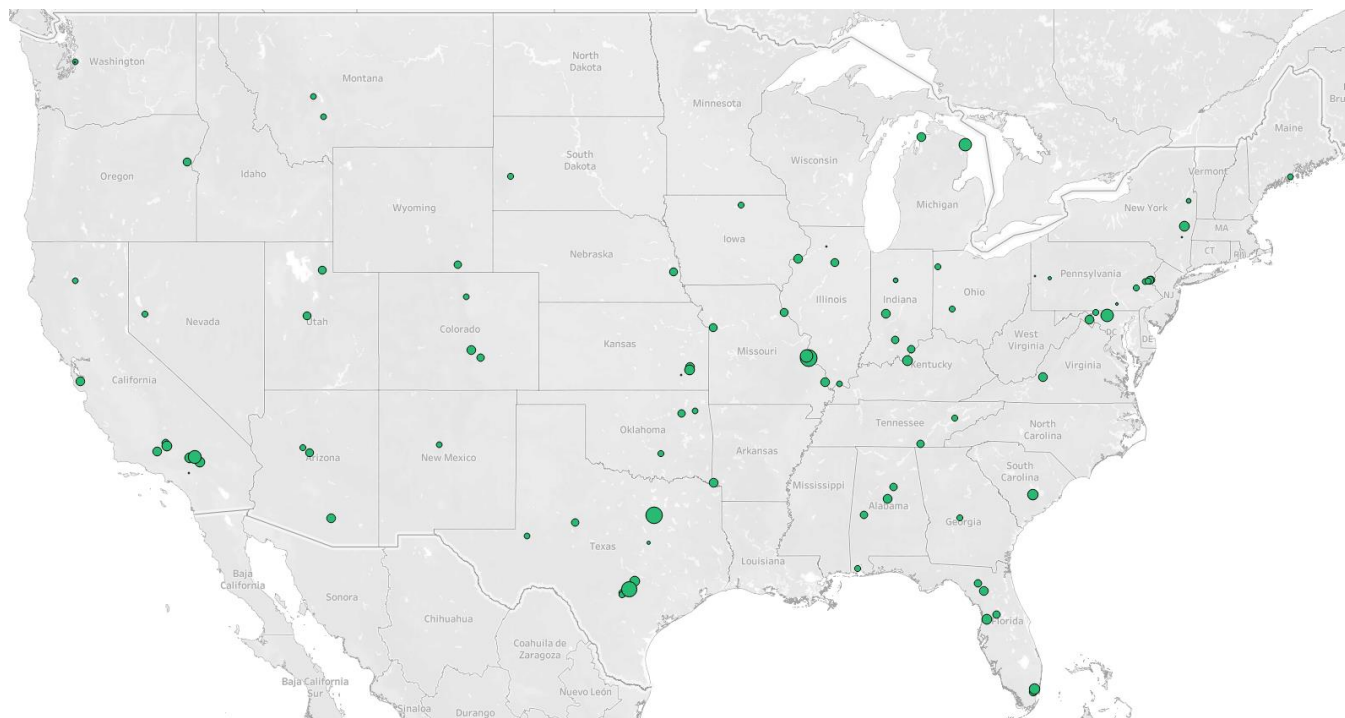 Washington
Montana
North
Dakota
Minnesota
Maine
Oregon
Idaho
South
Dakota
Wisconsin
Vermont
Wyoming
Michigan
New York
MA
CT
RI
Iowa
Nebraska
Pennsylvania
NJ
Nevada
Utah
Colorado
Illinois
Indiana
Ohio
DC
DE
West
Virginia
Kansas
Missouri
Kentucky
Virginia
California
Tennessee
North
Carolina
Oklahoma
Arkansas
South
Carolina
Arizona
New Mexico
Mississippi
Alabama
Georgia
Texas
Louisiana
Baja
California
Sonora
Chihuahua
Florida
Coahuila de
Zaragoza
Baja California
Sur
Nuevo León
Sinaloa
Durango